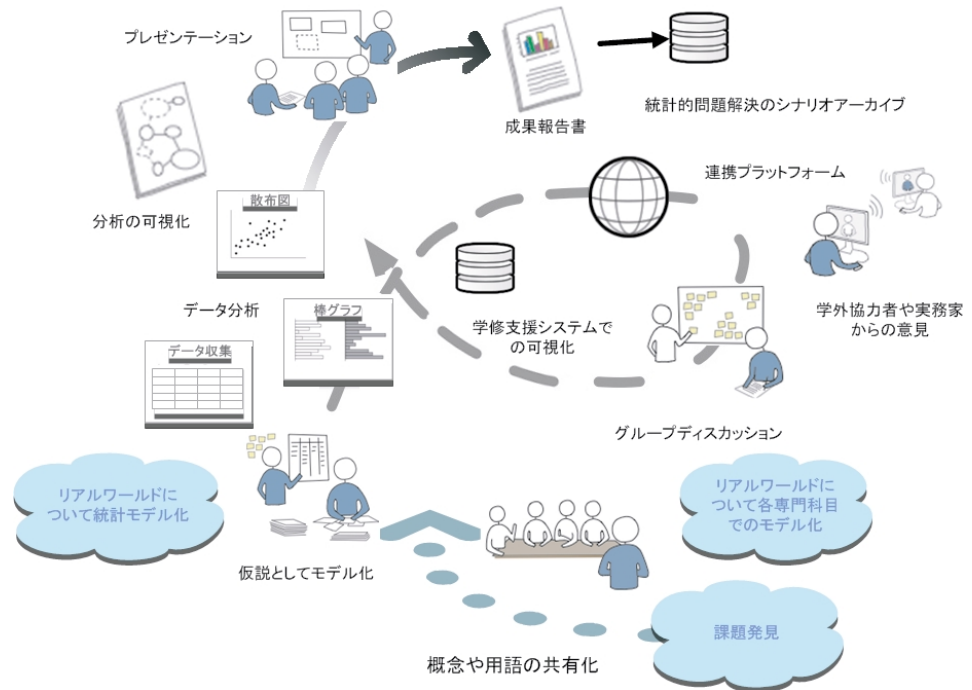 プレゼンテーション
成果報告書
統計的問題解決のシナリオアーカイブ
連携プラットフォーム
分析の可視化
散布図
データ分析
棒グラフ
データ収集
学修支援システムで
の可視化
学外協力者や実務家
からの意見
グループディスカッション
リアルワールドに
ついて統計モデル化
リアルワールドに
ついて各専門科目
でのモデル化
仮説としてモデル化
課題発見
概念や用語の共有化